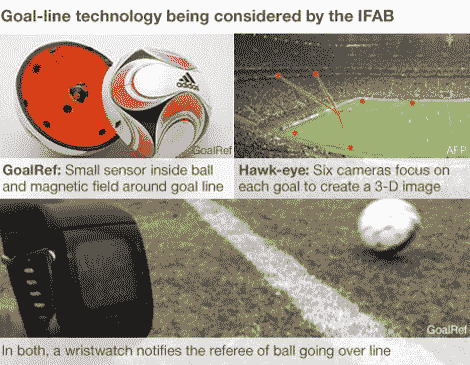 Goal-line technology being considered by the IFAB
adidas
GoalRef
AFP
GoalRef: Small sensor inside ball
and magnetic field around goal line
Hawk-eye: Six cameras focus on
each goal to create a 3-D image
GoalRef
In both, a wristwatch notifies the referee of ball going over line